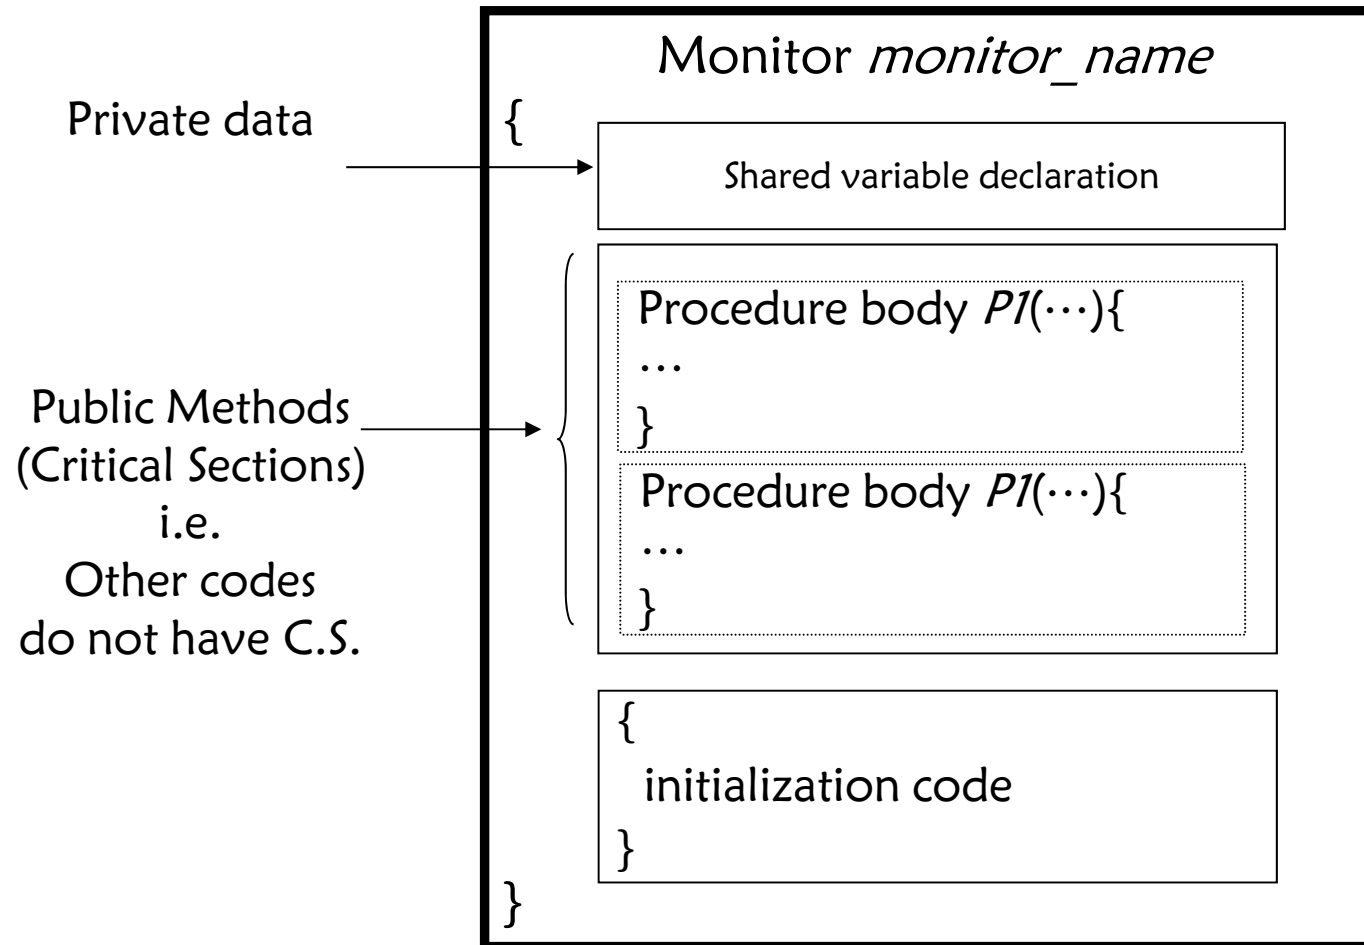 Monitor monitor_name
Private data
{
Shared variable declaration
Public Methods
(Critical Sections)
i.e.
Other codes
do not have C.S.
Procedure body P1(⋯){
⋯
}
Procedure body P1(⋯){
⋯
}
{
initialization code
}
}